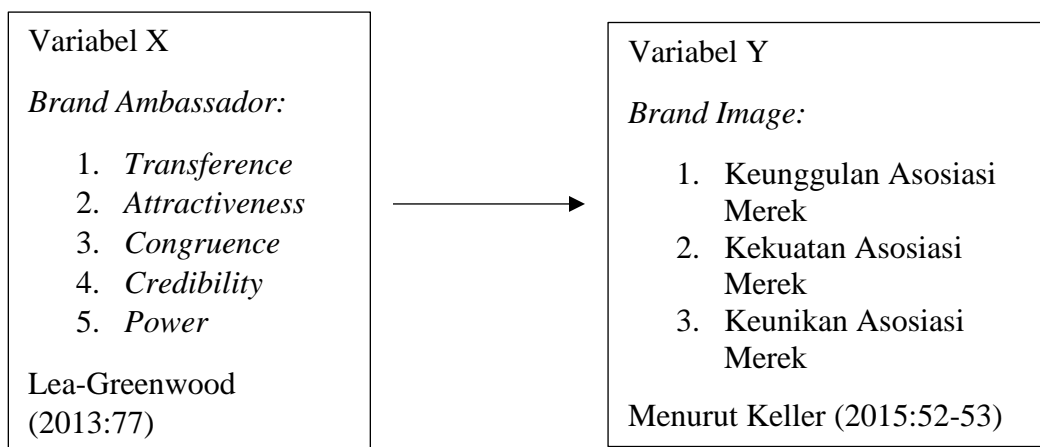 Variabel X
Brand Ambassador:
1. Transference
2. Attractiveness
3. Congruence
4. Credibility
5. Power
Lea-Greenwood
(2013:77)
Variabel Y
Brand Image:
1. Keunggulan Asosiasi
Merek
2. Kekuatan Asosiasi
Merek
3. Keunikan Asosiasi
Merek
Menurut Keller (2015:52-53)